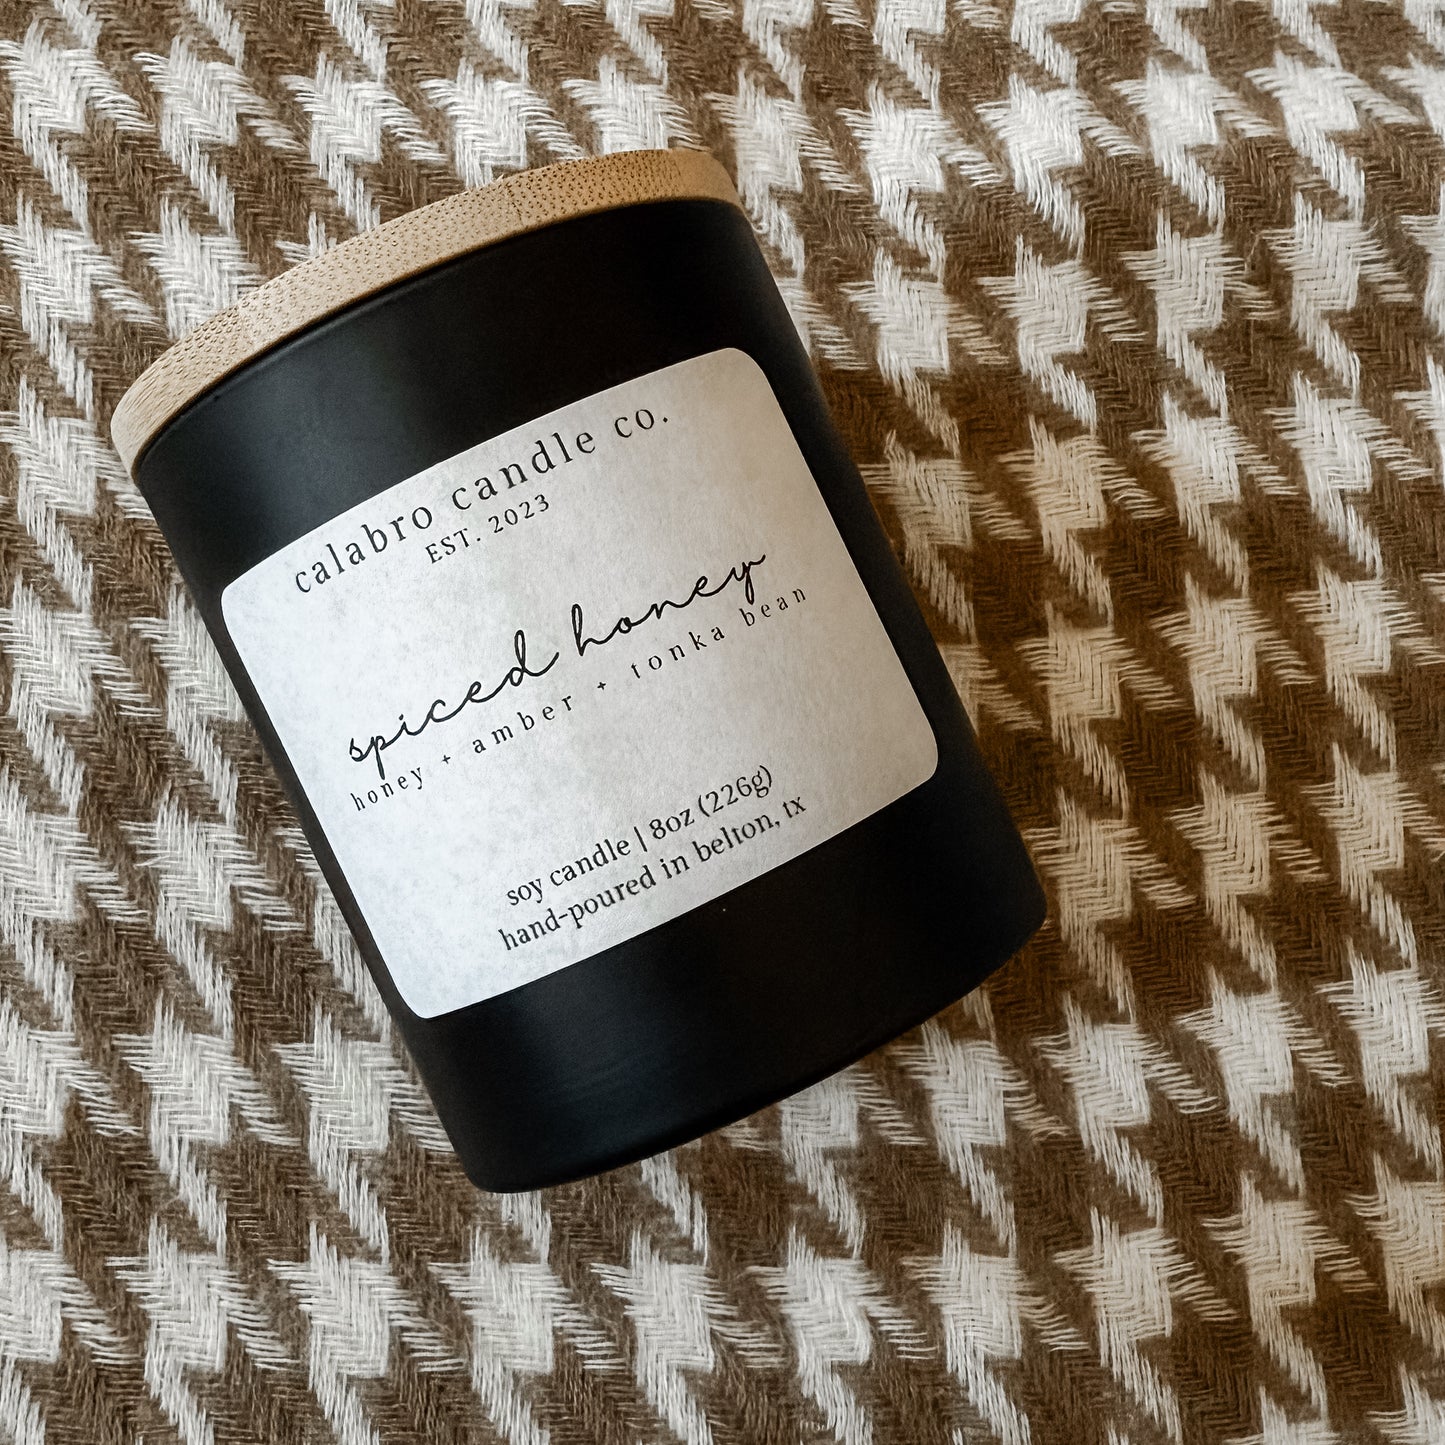 calabro candle co.
EST. 2023
spiced honey
honey + amber + tonka bean
soy candle | 8oz (226g)
hand-poured in belton, tx